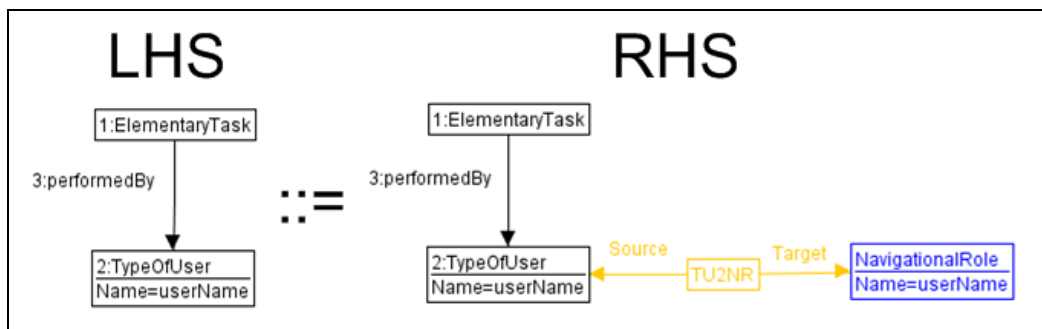 LHS
RHS
1:ElementaryTask
1:ElementaryTask
3:performedBy
::=
3:performedBy
2:TypeOfUser
Name=userName
2:TypeOfUser
Name=userName
Source
TU2NR
Target
NavigationalRole
Name=userName